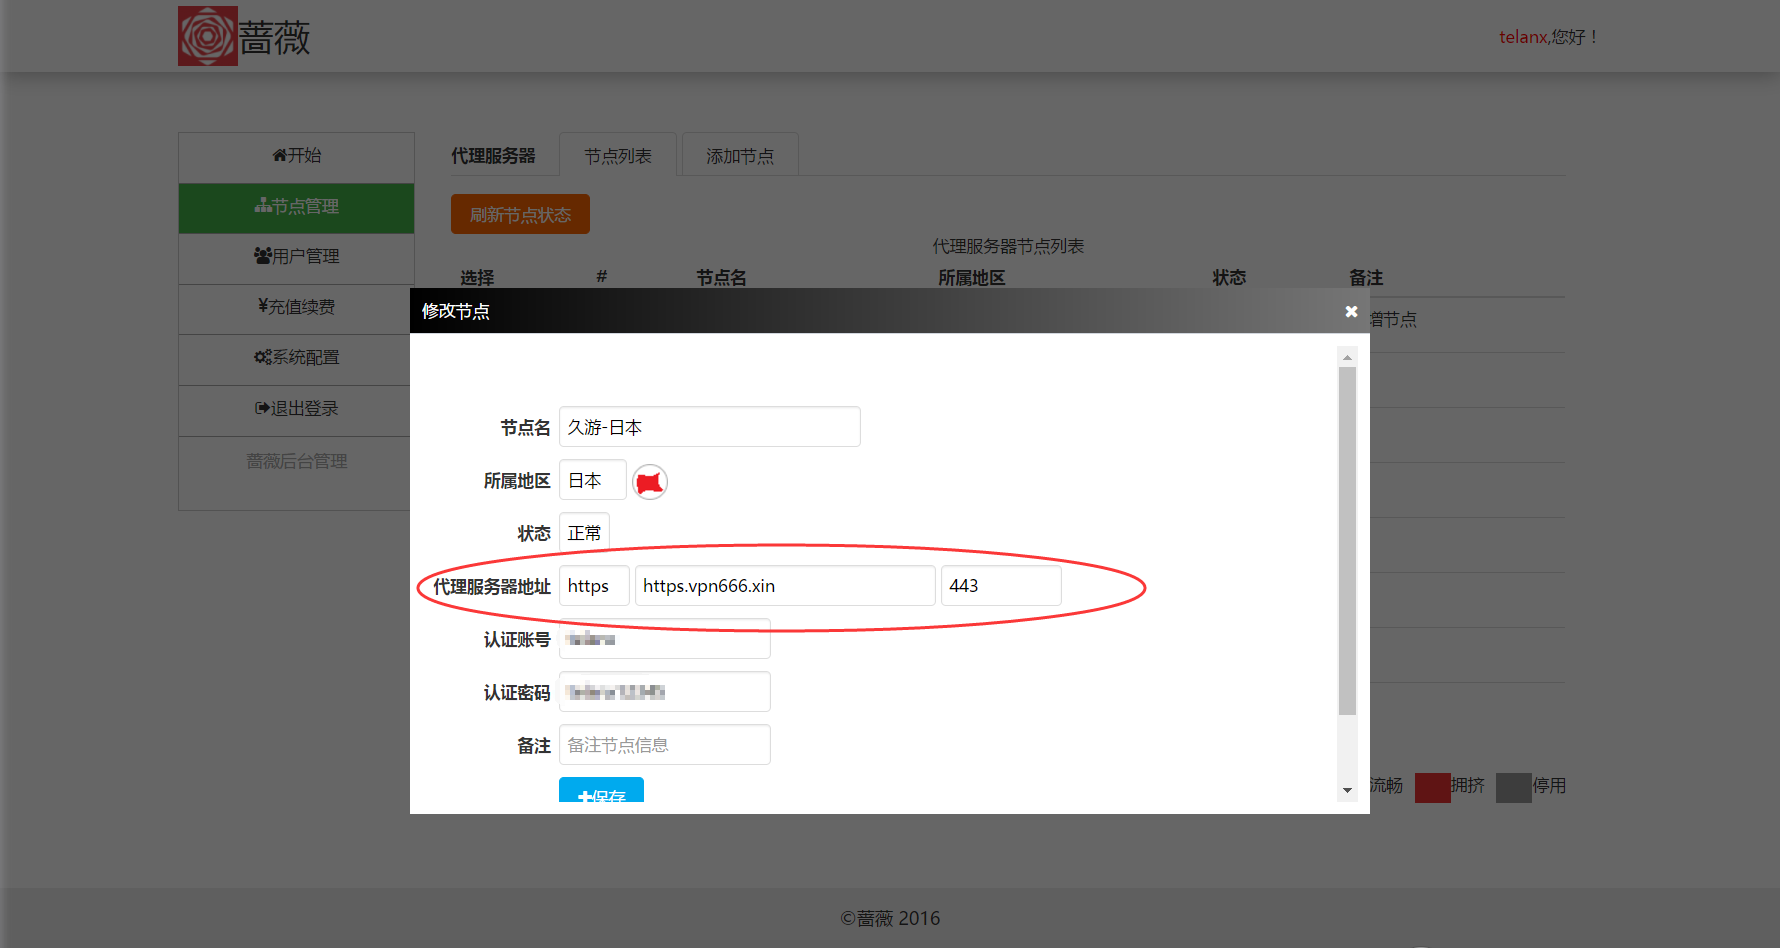 蔷薇
telanx,您好！
开始
节点管理
用户管理
¥充值续费
系统配置
退出登录
蔷薇后台管理
代理服务器 节点列表 添加节点
刷新节点状态
代理服务器节点列表
选择 # 节点名 所属地区 状态 备注
增节点
修改节点
节点名 久游-日本
所属地区 日本
状态 正常
代理服务器地址 https https.vpn666.xin 443
认证账号
认证密码
备注 备注节点信息
保存
流畅 拥挤 停用
©蔷薇 2016